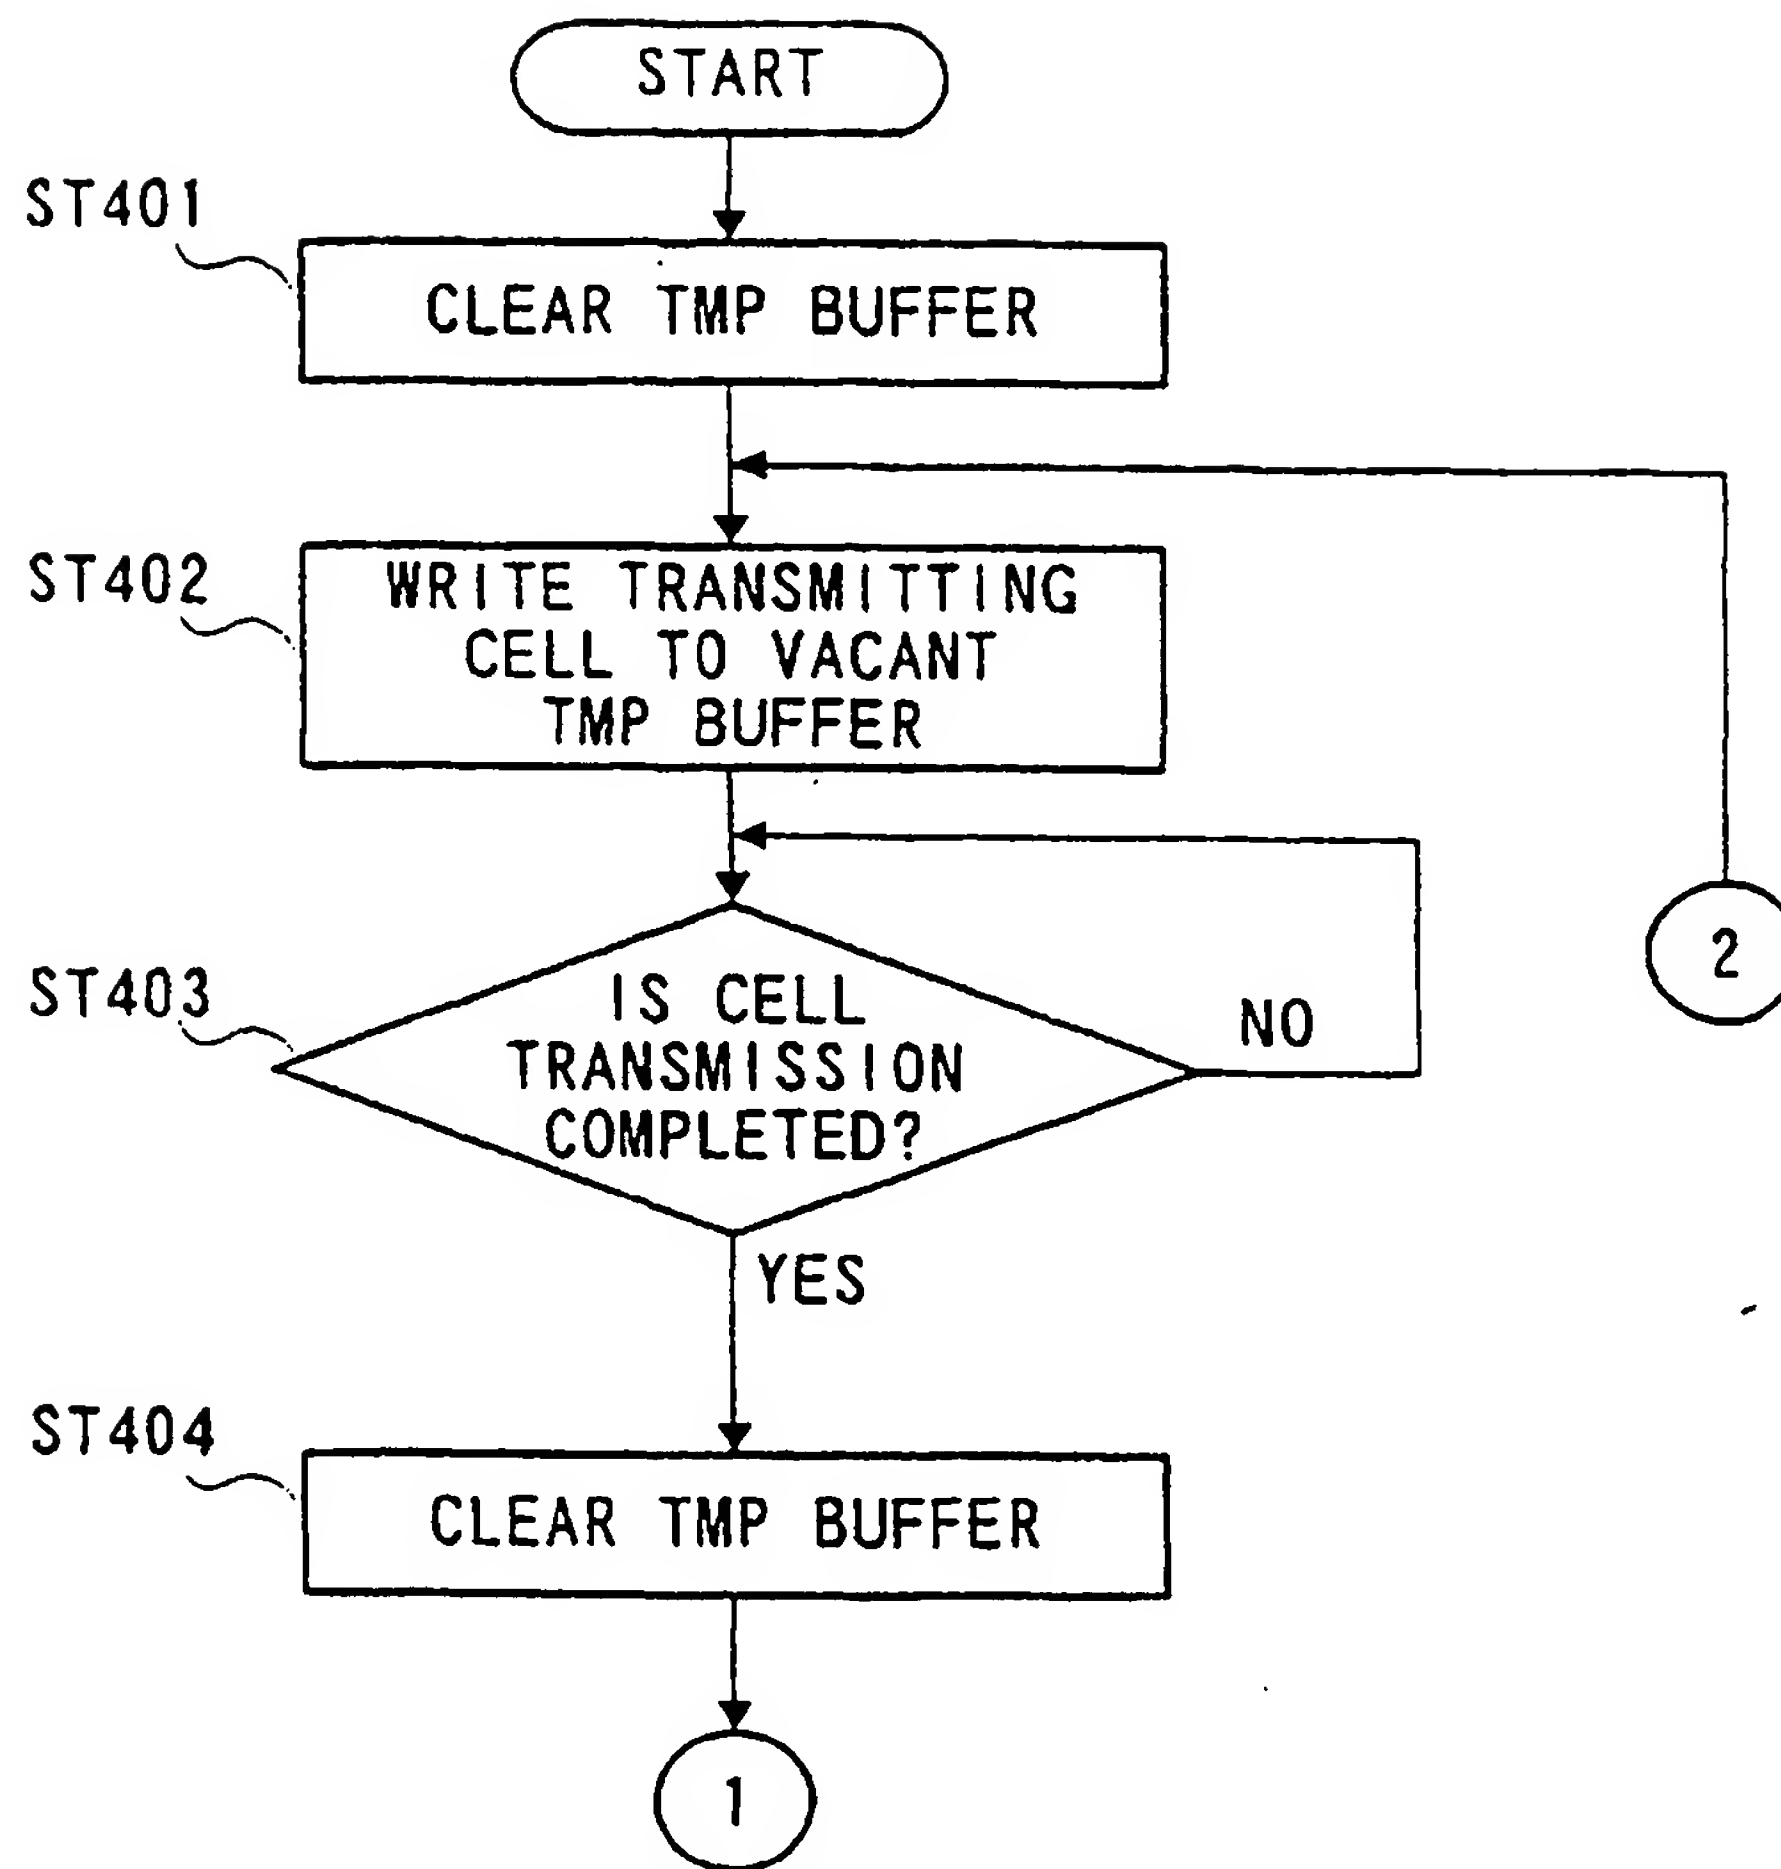 START
ST401
CLEAR TMP BUFFER
ST402
WRITE TRANSMITTING
CELL TO VACANT
TMP BUFFER
2
ST403
IS CELL
TRANSMISSION
COMPLETED?
NO
YES
ST404
CLEAR TMP BUFFER
1